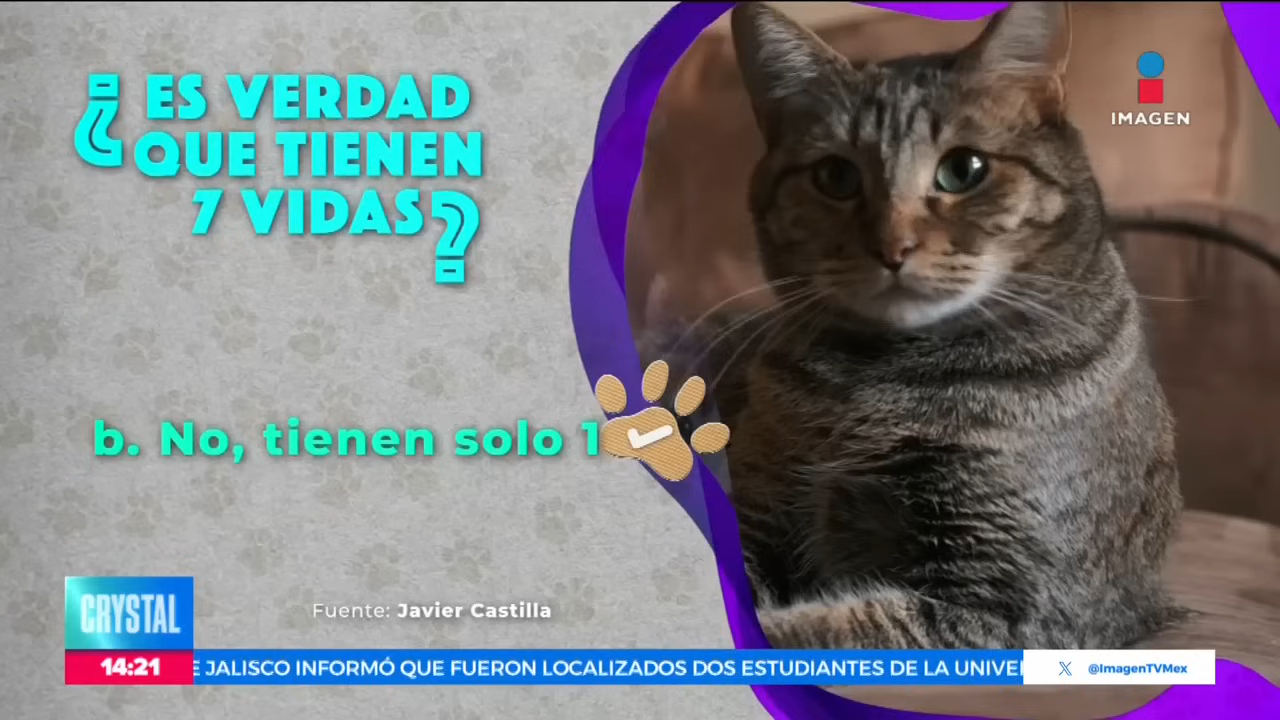 ¿ ES VERDAD
QUE TIENEN
7 VIDAS ?
IMAGEN
b. No, tienen solo 1
Fuente: Javier Castilla
CRYSTAL
14:21
E JALISCO INFORMÓ QUE FUERON LOCALIZADOS DOS ESTUDIANTES DE LA UNIVE
X @ImagenTVMex